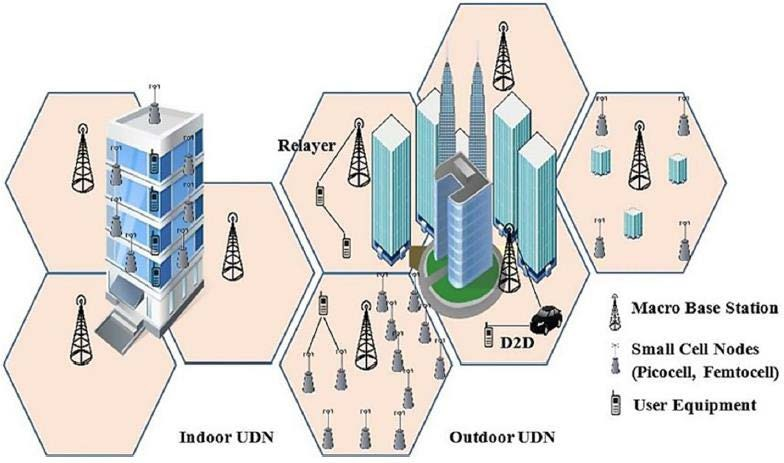 Relayer
D2D
Macro Base Station
Small Cell Nodes
(Picocell, Femtocell)
User Equipment
Indoor UDN
Outdoor UDN